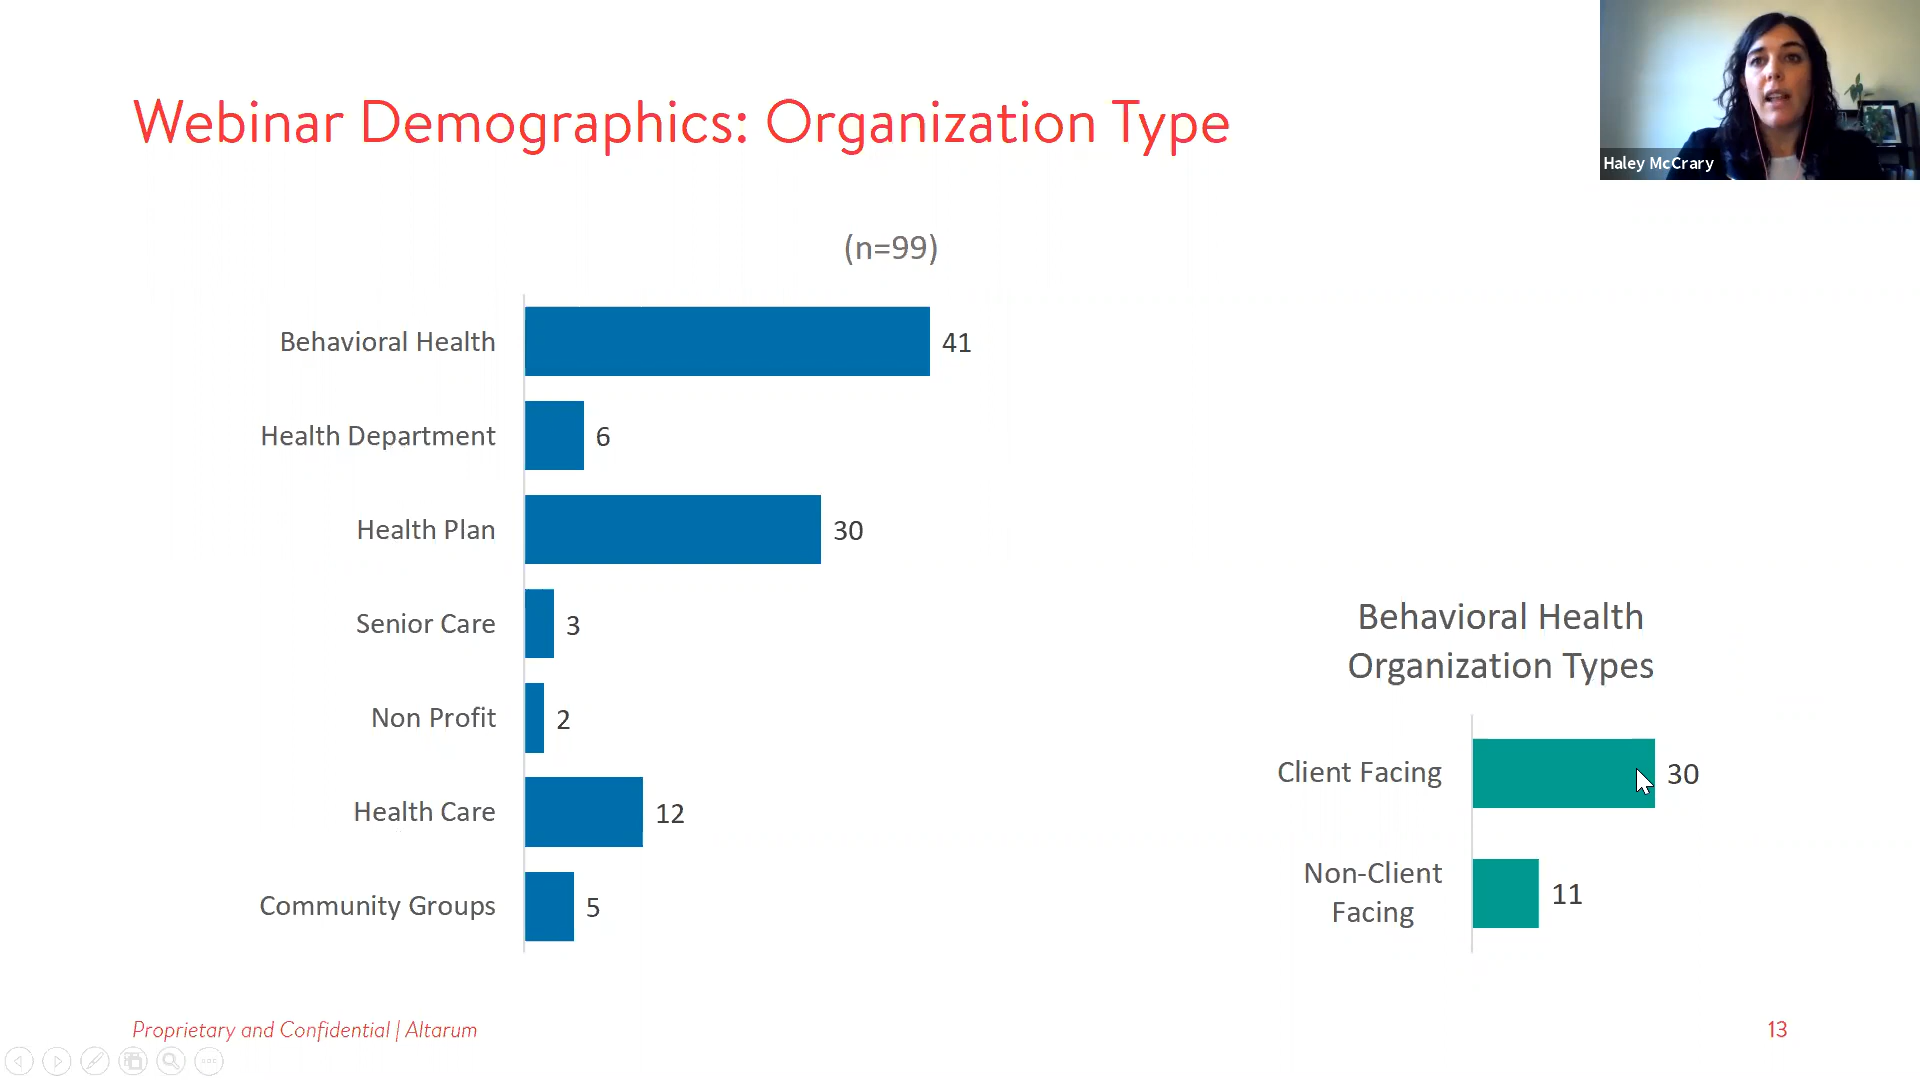 Webinar Demographics: Organization Type
Haley McCrary
(n=99)
Behavioral Health 41
Health Department 6
Health Plan 30
Senior Care 3
Non Profit 2
Health Care 12
Community Groups 5
Behavioral Health
Organization Types
Client Facing 30
Non-Client
Facing 11
Proprietary and Confidential | Altarum
13